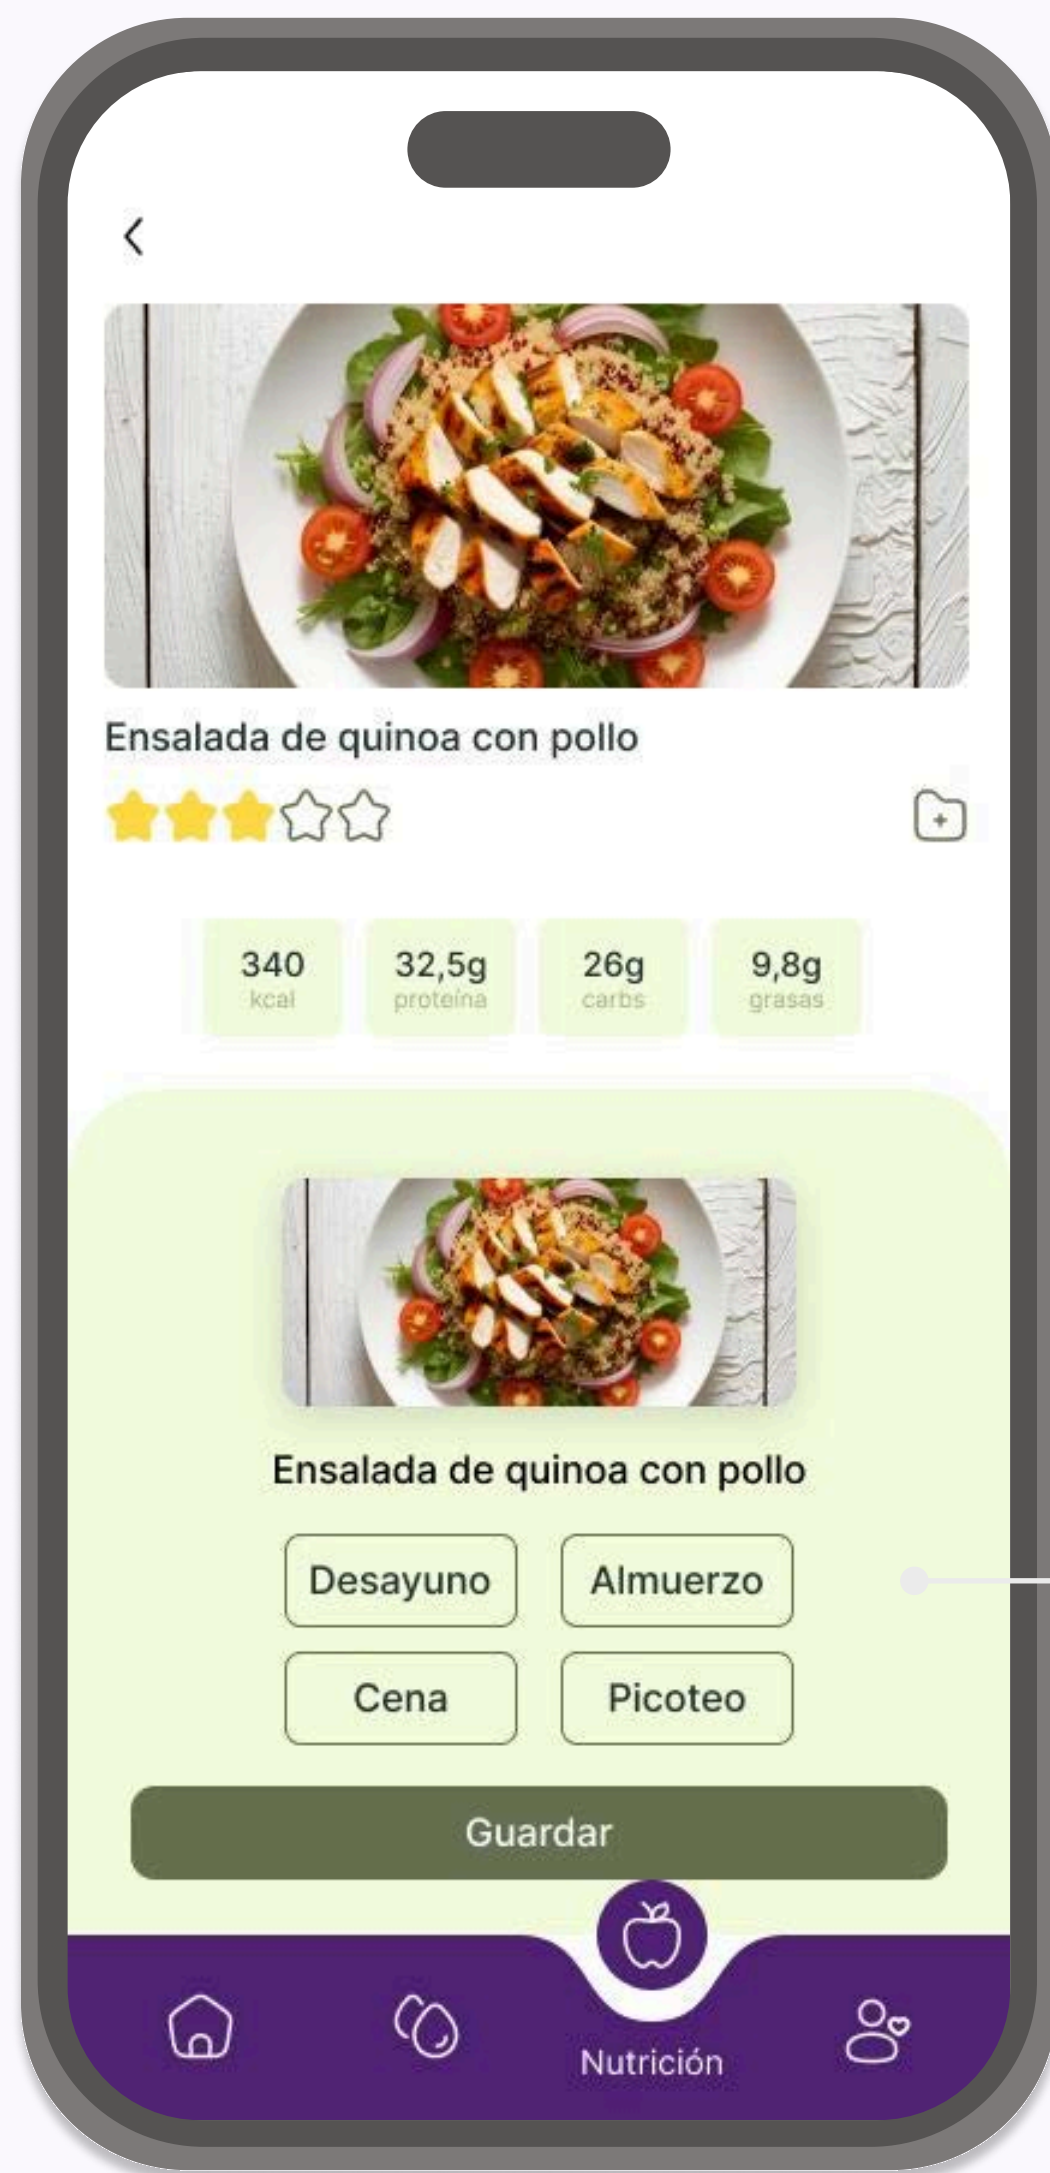 Ensalada de quinoa con pollo
340 32,5g 26g 9,8g
kcal proteína carbs grasas
Ensalada de quinoa con pollo
Desayuno Almuerzo
Cena Picoteo
Guardar
Nutrición